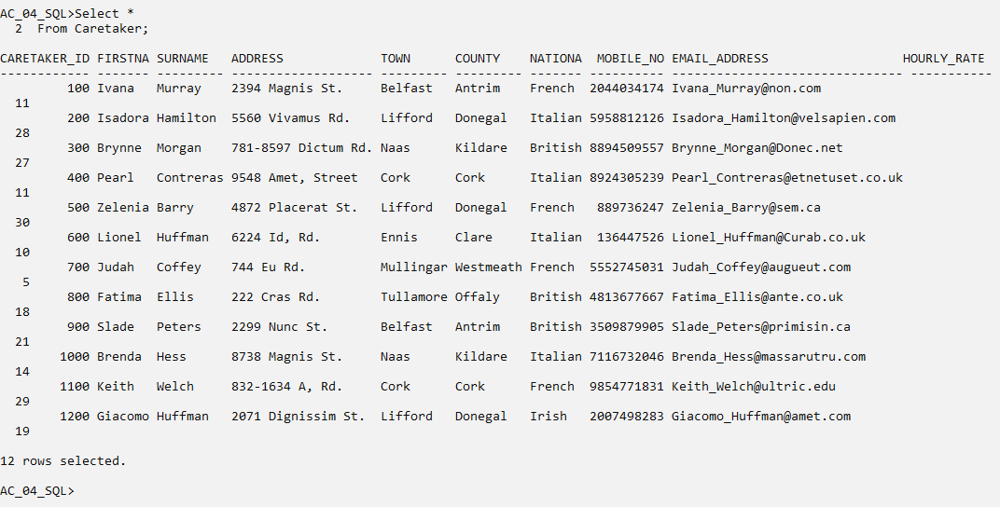 AC_04_SQL>Select *
  2  From Caretaker;
CARETAKER_ID FIRSTNA SURNAME   ADDRESS             TOWN      COUNTY    NATIONA  MOBILE_NO EMAIL_ADDRESS                  HOURLY_RATE
------------ ------- --------- ------------------- --------- --------- ------- ---------- ------------------------------- -----------
         100 Ivana   Murray    2394 Magnis St.     Belfast   Antrim    French  2044034174 Ivana_Murray@non.com
  11
         200 Isadora Hamilton  5560 Vivamus Rd.    Lifford   Donegal   Italian 5958812126 Isadora_Hamilton@velsapien.com
  28
         300 Brynne  Morgan    781-8597 Dictum Rd. Naas      Kildare   British 8894509557 Brynne_Morgan@Donec.net
  27
         400 Pearl   Contreras 9548 Amet, Street   Cork      Cork      Italian 8924305239 Pearl_Contreras@etnetuset.co.uk
  11
         500 Zelenia Barry     4872 Placerat St.   Lifford   Donegal   French   889736247 Zelenia_Barry@sem.ca
  30
         600 Lionel  Huffman   6224 Id, Rd.        Ennis     Clare     Italian  136447526 Lionel_Huffman@Curab.co.uk
  10
         700 Judah   Coffey    744 Eu Rd.          Mullingar Westmeath French  5552745031 Judah_Coffey@augueut.com
   5
         800 Fatima  Ellis     222 Cras Rd.        Tullamore Offaly    British 4813677667 Fatima_Ellis@ante.co.uk
  18
         900 Slade   Peters    2299 Nunc St.       Belfast   Antrim    British 3509879905 Slade_Peters@primisin.ca
  21
        1000 Brenda  Hess      8738 Magnis St.     Naas      Kildare   Italian 7116732046 Brenda_Hess@massarutru.com
  14
        1100 Keith   Welch     832-1634 A, Rd.     Cork      Cork      French  9854771831 Keith_Welch@ultric.edu
  29
        1200 Giacomo Huffman   2071 Dignissim St.  Lifford   Donegal   Irish   2007498283 Giacomo_Huffman@amet.com
  19
12 rows selected.
AC_04_SQL>